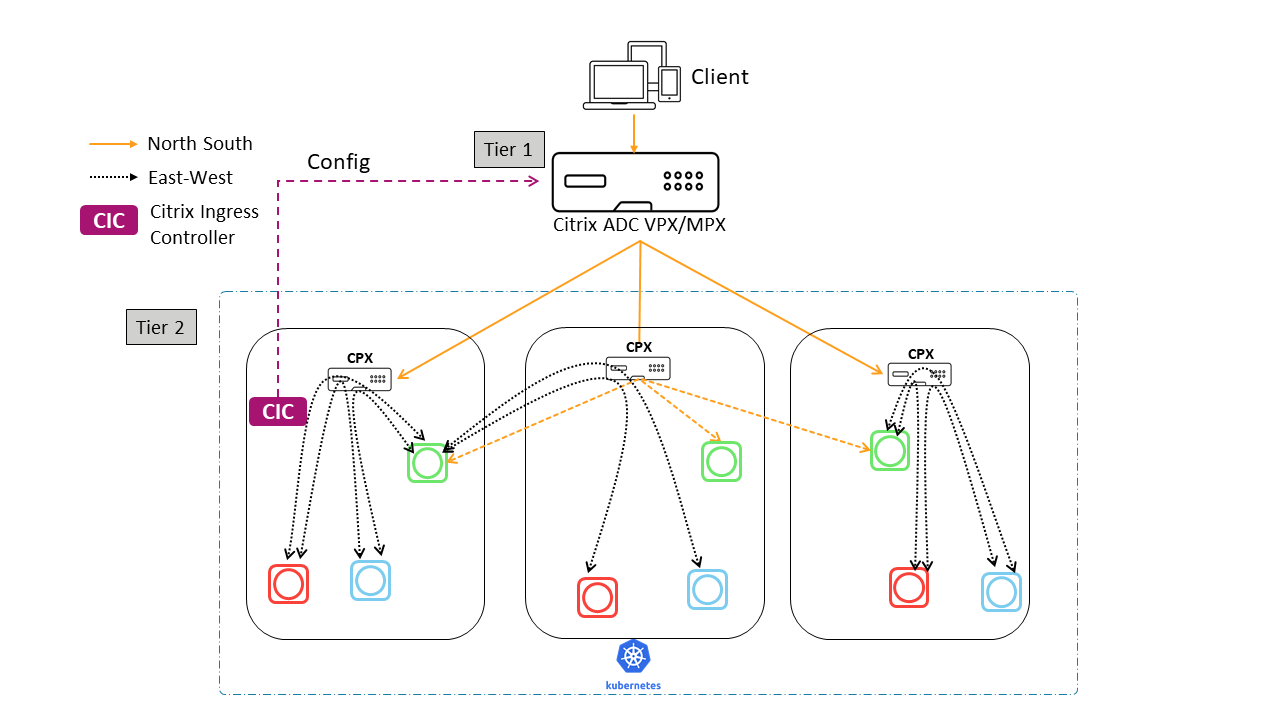 Client
Tier 1
North South
Config
East-West
CIC
Citrix Ingress
Controller
Citrix ADC VPX/MPX
Tier 2
CPX
CPX
CPX
CIC
kubernetes